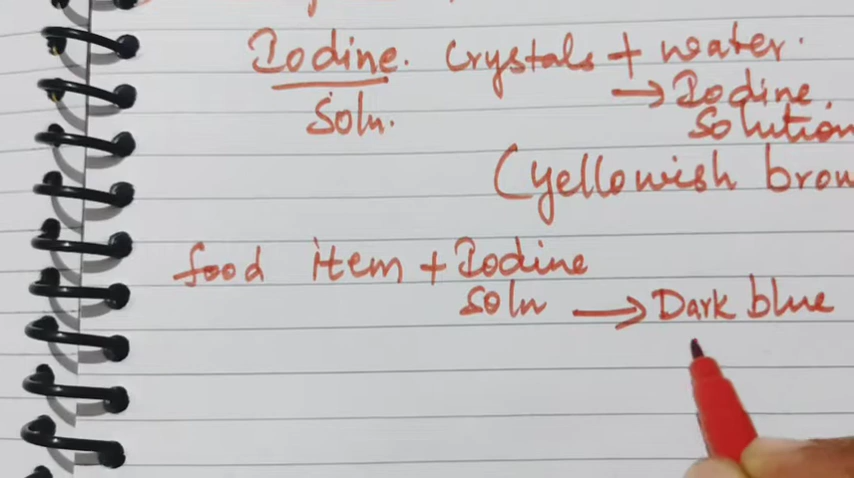 Iodine. Crystals + water.
Soln. → Iodine.
Solution
(yellowish brow
food item + Iodine
Soln → Dark blue